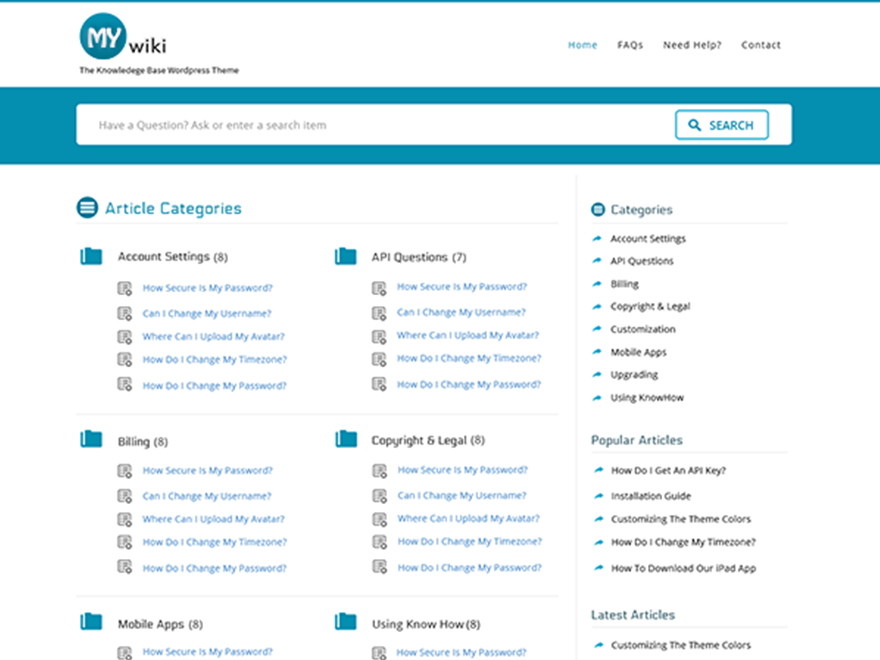 MY wiki
The Knowledege Base Wordpress Theme
Home FAQs Need Help? Contact
Have a Question? Ask or enter a search item
SEARCH
Article Categories
Account Settings (8)
How Secure Is My Password?
Can I Change My Username?
Where Can I Upload My Avatar?
How Do I Change My Timezone?
How Do I Change My Password?
API Questions (7)
How Secure Is My Password?
Can I Change My Username?
Where Can I Upload My Avatar?
How Do I Change My Timezone?
How Do I Change My Password?
Billing (8)
How Secure Is My Password?
Can I Change My Username?
Where Can I Upload My Avatar?
How Do I Change My Timezone?
How Do I Change My Password?
Copyright & Legal (8)
How Secure Is My Password?
Can I Change My Username?
Where Can I Upload My Avatar?
How Do I Change My Timezone?
How Do I Change My Password?
Mobile Apps (8)
How Secure Is My Password?
Using Know How(8)
How Secure Is My Password?
Categories
Account Settings
API Questions
Billing
Copyright & Legal
Customization
Mobile Apps
Upgrading
Using KnowHow
Popular Articles
How Do I Get An API Key?
Installation Guide
Customizing The Theme Colors
How Do I Change My Timezone?
How To Download Our iPad App
Latest Articles
Customizing The Theme Colors